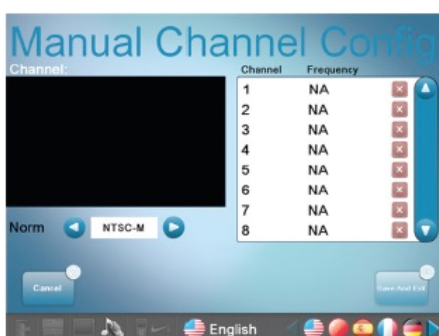 Manual Channel Config
Channel:
Channel Frequency
1 NA
2 NA
3 NA
4 NA
5 NA
6 NA
7 NA
8 NA
Norm NTSC-M
Cancel Save And Exit
English